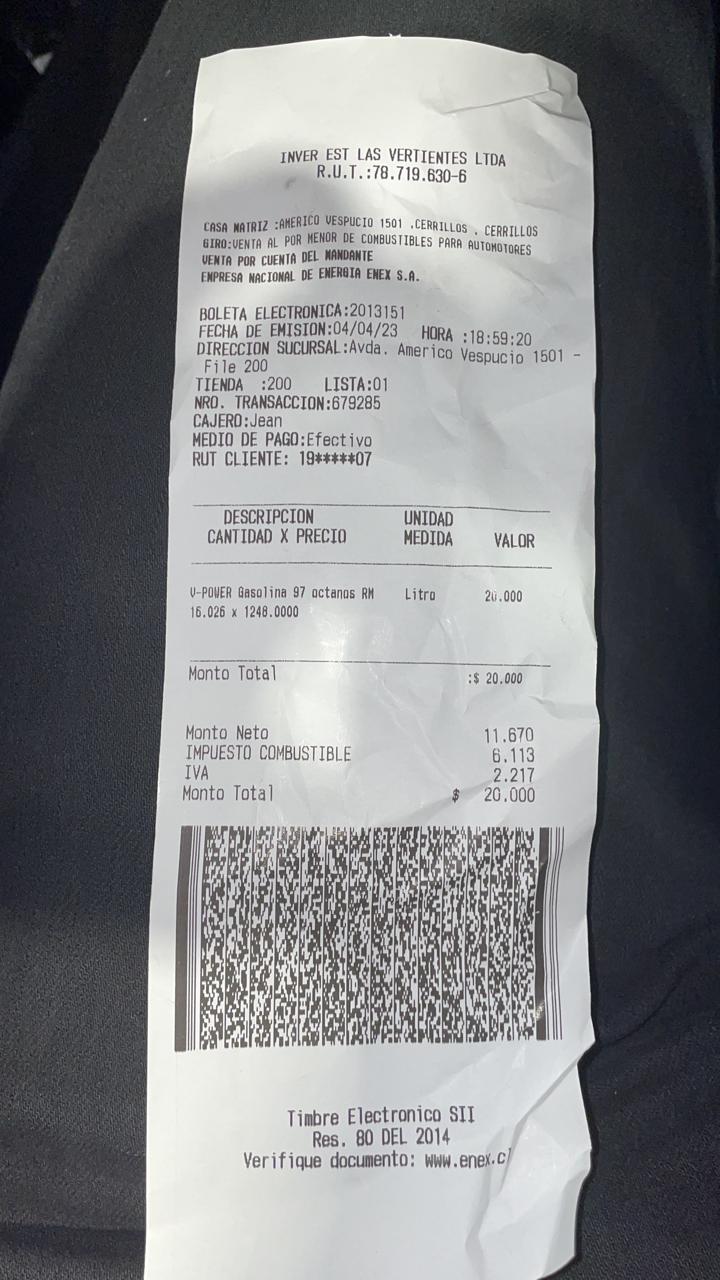 INVER EST LAS VERTIENTES LTDA
R.U.T.:78.719.630-6
CASA MATRIZ :AMERICO VESPUCIO 1501 .CERRILLOS . CERRILLOS
GIRO:VENTA AL POR MENOR DE COMBUSTIBLES PARA AUTOMOTORES
VENTA POR CUENTA DEL MANDANTE
EMPRESA NACIONAL DE ENERGIA ENEX S.A.
BOLETA ELECTRONICA:2013151
FECHA DE EMISION:04/04/23 HORA :18:59:20
DIRECCION SUCURSAL:Avda. Americo Vespucio 1501 -
File 200
TIENDA :200 LISTA:01
NRO. TRANSACCION:679285
CAJERO:Jean
MEDIO DE PAGO:Efectivo
RUT CLIENTE: 19*****07
DESCRIPCION UNIDAD
CANTIDAD X PRECIO MEDIDA VALOR
V-POWER Gasolina 97 octanos RM Litro 20.000
16.026 x 1248.0000
Monto Total :$ 20.000
Monto Neto 11.670
IMPUESTO COMBUSTIBLE 6.113
IVA 2.217
Monto Total $ 20.000
Timbre Electronico SII
Res. 80 DEL 2014
Verifique documento: www.enex.cl